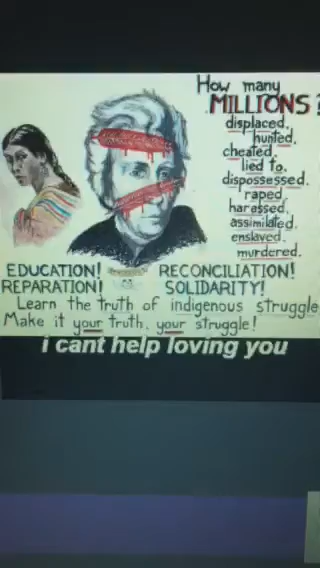 How many
MILLIONS?
displaced,
hunted,
cheated,
lied to,
dispossessed,
raped
harassed,
assimilated,
enslaved,
murdered.
EDUCATION! RECONCILIATION!
REPARATION! SOLIDARITY!
Learn the truth of indigenous struggle
Make it your truth, your struggle!
i cant help loving you